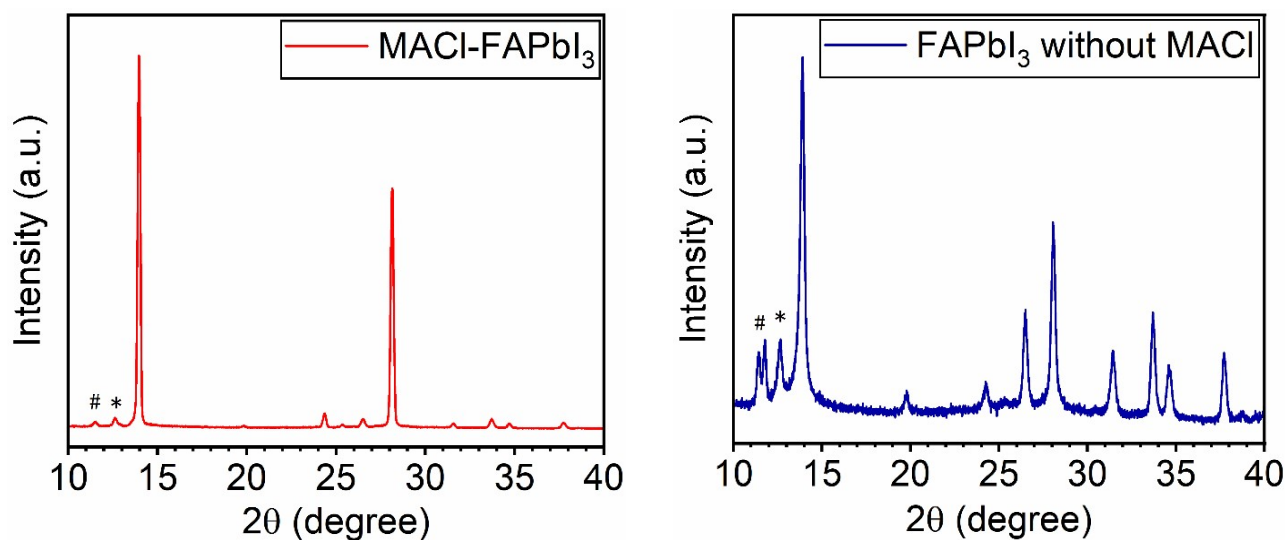 MACl-FAPbI₃
Intensity (a.u.)
# *
10 15 20 25 30 35 40
2θ (degree)
FAPbI₃ without MACl
Intensity (a.u.)
# *
10 15 20 25 30 35 40
2θ (degree)